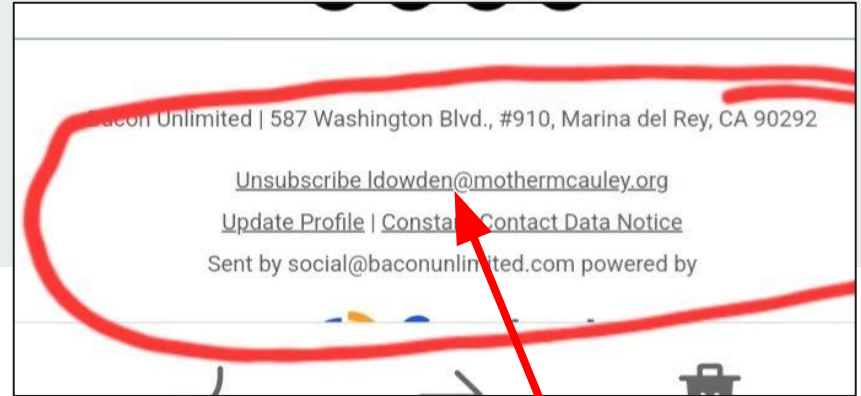 Unlimited | 587 Washington Blvd., #910, Marina del Rey, CA 90292
Unsubscribe ldowden@mothermcauley.org
Update Profile | Constant Contact Data Notice
Sent by social@baconunlimited.com powered by